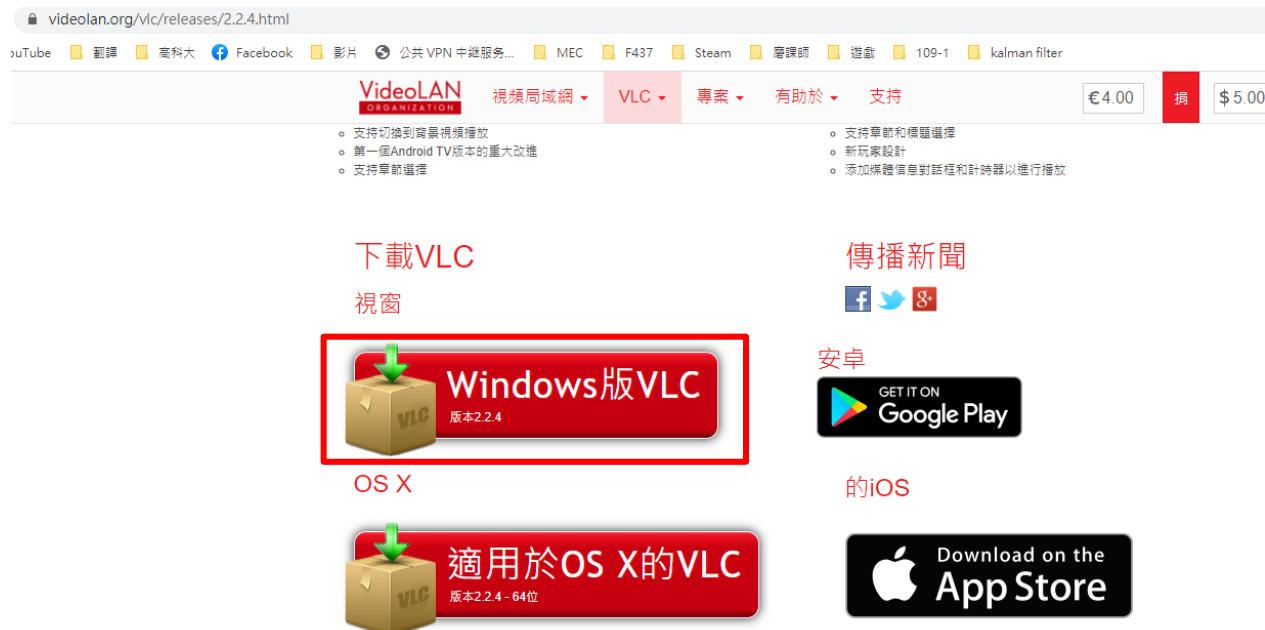 videolan.org/vlc/releases/2.2.4.html
ouTube 翻譯 高科大 Facebook 影片 公共 VPN 中継服务... MEC F437 Steam 磨課師 遊戲 109-1 kalman filter
VideoLAN
ORGANIZATION
視頻局域網 VLC 專案 有助於 支持 €4.00 捐 $ 5.00
支持切換到背景視頻播放
第一個Android TV版本的重大改進
支持章節選擇
支持章節和標題選擇
新玩家設計
添加媒體信息對話框和計時器以進行播放
下載VLC
視窗
Windows版VLC
版本2.2.4
VLC
OS X
適用於OS X的VLC
版本2.2.4 - 64位
VLC
傳播新聞
安卓
GET IT ON
Google Play
的iOS
Download on the
App Store